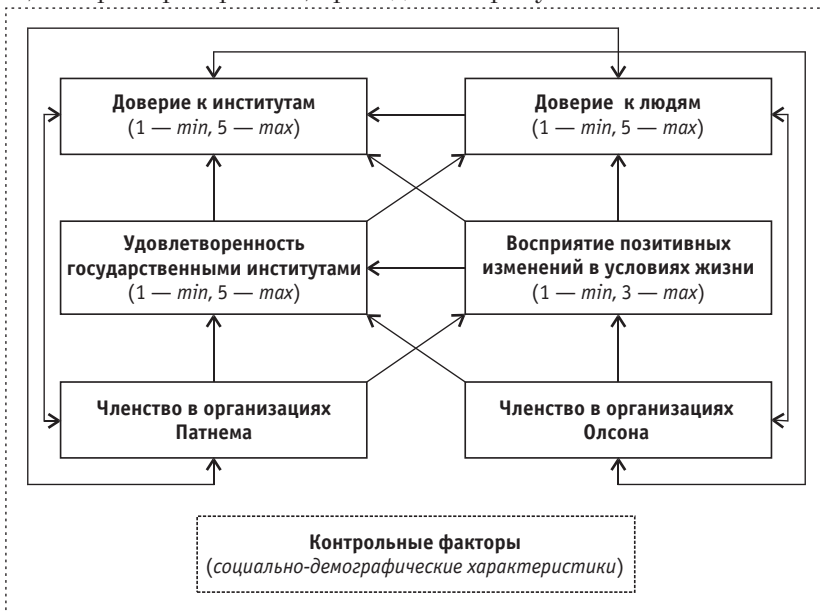 Доверие к институтам
(1 — min, 5 — max)
Доверие к людям
(1 — min, 5 — max)
Удовлетворенность
государственными институтами
(1 — min, 5 — max)
Восприятие позитивных
изменений в условиях жизни
(1 — min, 3 — max)
Членство в организациях
Патнема
Членство в организациях
Олсона
Контрольные факторы
(социально-демографические характеристики)